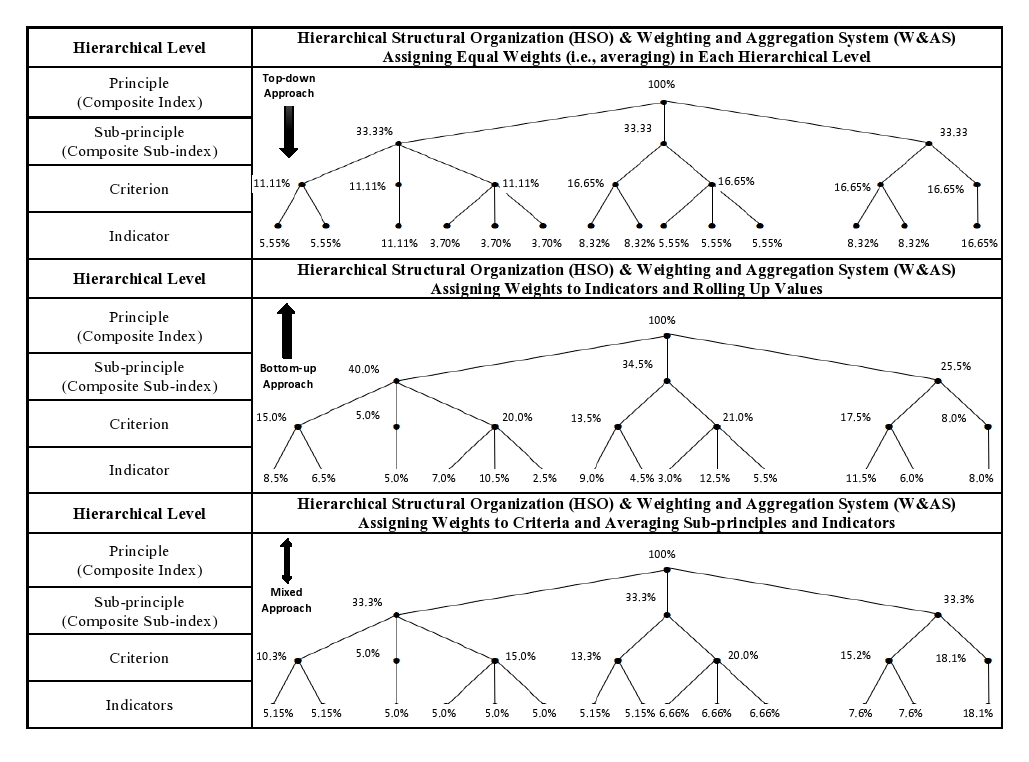 Hierarchical Level
Hierarchical Structural Organization (HSO) & Weighting and Aggregation System (W&AS)
Assigning Equal Weights (i.e., averaging) in Each Hierarchical Level
Principle
(Composite Index)
Top-down
Approach
100%
Sub-principle
(Composite Sub-index)
33.33% 33.33 33.33
Criterion
11.11% 11.11% 11.11% 16.65% 16.65% 16.65% 16.65%
Indicator
5.55% 5.55% 11.11% 3.70% 3.70% 3.70% 8.32% 8.32% 5.55% 5.55% 5.55% 8.32% 8.32% 16.65%
Hierarchical Level
Hierarchical Structural Organization (HSO) & Weighting and Aggregation System (W&AS)
Assigning Weights to Indicators and Rolling Up Values
Principle
(Composite Index)
100%
Sub-principle
(Composite Sub-index)
Bottom-up
Approach
40.0% 34.5% 25.5%
Criterion
15.0% 5.0% 20.0% 13.5% 21.0% 17.5% 8.0%
Indicator
8.5% 6.5% 5.0% 7.0% 10.5% 2.5% 9.0% 4.5% 3.0% 12.5% 5.5% 11.5% 6.0% 8.0%
Hierarchical Level
Hierarchical Structural Organization (HSO) & Weighting and Aggregation System (W&AS)
Assigning Weights to Criteria and Averaging Sub-principles and Indicators
Principle
(Composite Index)
100%
Mixed
Approach
Sub-principle
(Composite Sub-index)
33.3% 33.3% 33.3%
Criterion
10.3% 5.0% 15.0% 13.3% 20.0% 15.2% 18.1%
Indicators
5.15% 5.15% 5.0% 5.0% 5.0% 5.0% 5.15% 5.15% 6.66% 6.66% 6.66% 7.6% 7.6% 18.1%